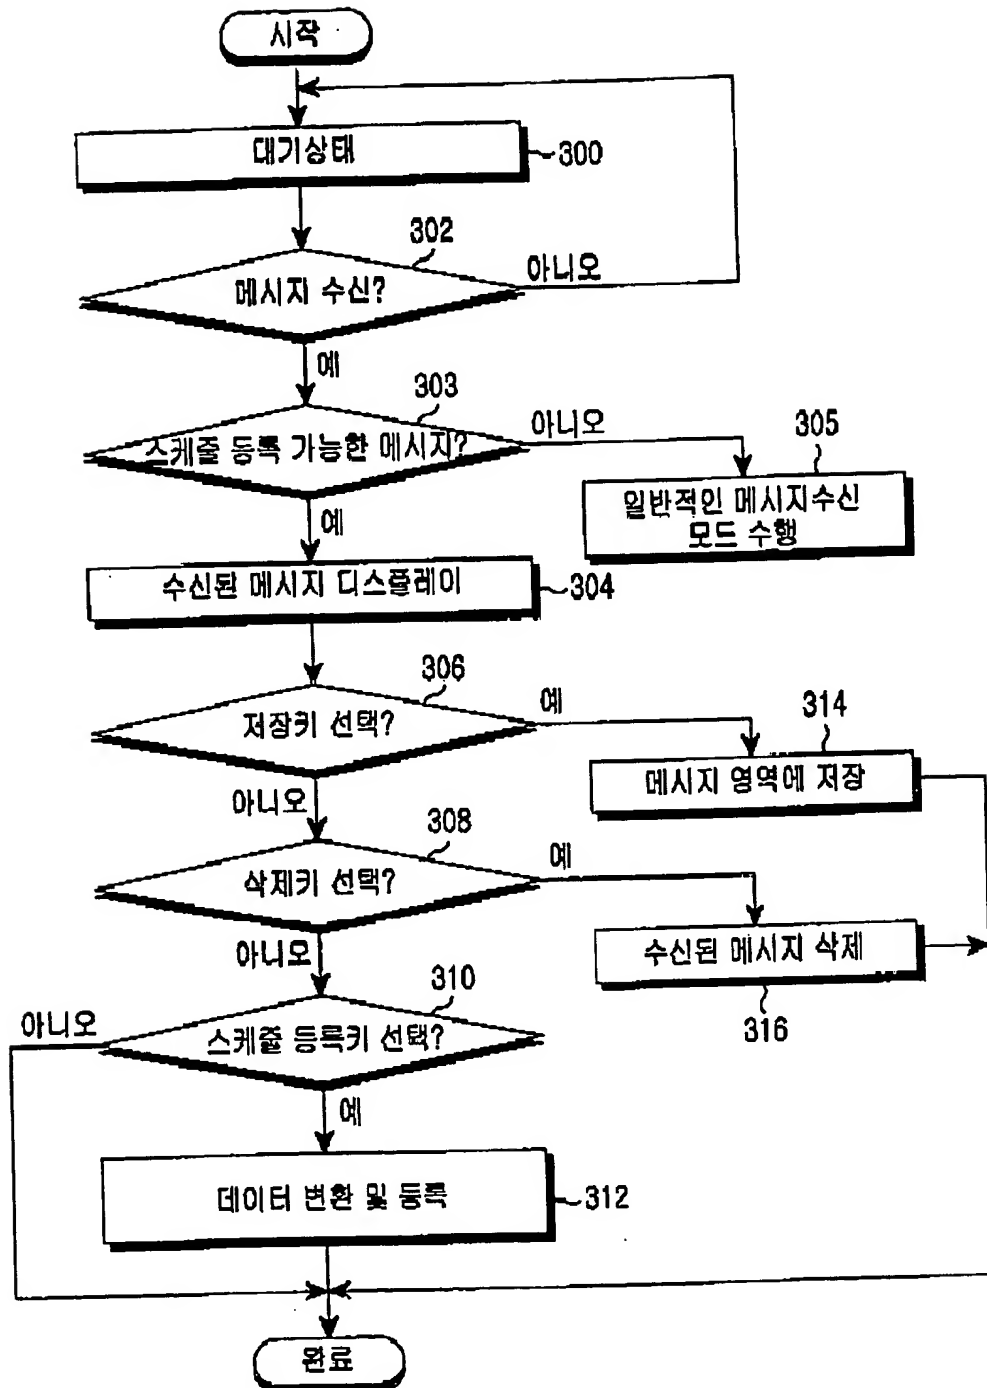 시작
대기상태
300
302
메시지 수신?
아니오
예
303
스케줄 등록 가능한 메시지?
아니오
305
일반적인 메시지수신
모드 수행
예
수신된 메시지 디스플레이
304
306
저장키 선택?
예
314
메시지 영역에 저장
아니오
308
삭제키 선택?
예
수신된 메시지 삭제
316
아니오
310
스케줄 등록키 선택?
아니오
예
데이터 변환 및 등록
312
완료